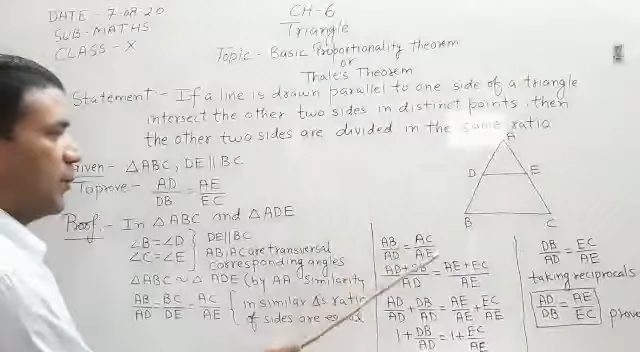 DATE - 7-08-20
SUB-MATHS
CLASS - X
CH-6
Triangle
Topic - Basic Proportionality theorem
or
Thale's Theorem
Statement - If a line is drawn parallel to one side of a triangle
intersect the other two sides in distinct points, then
the other two sides are divided in the same ratio
Given - △ABC, DE||BC
To prove - AD/DB = AE/EC
Proof - In △ABC and △ADE
∠B=∠D } DE||BC
∠C=∠E } AB, AC are transversal
corresponding angles
△ABC ~ △ADE (by AA similarity
AB/AD = BC/DE = AC/AE { in similar △s ratio
of sides are equal
AB/AD = AC/AE
AD+DB/AD = AE+EC/AE
AD/AD + DB/AD = AE/AE + EC/AE
1+DB/AD = 1+EC/AE
A
D E
B C
DB/AD = EC/AE
taking reciprocals
AD/DB = AE/EC prove